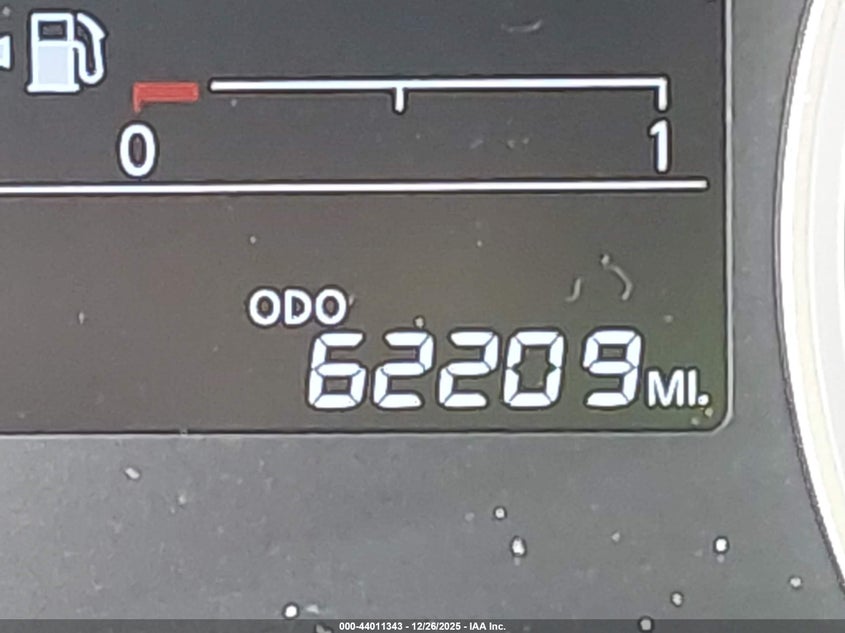 0 1
ODO
62209 MI.
000-44011343 - 12/26/2025 - IAA Inc.